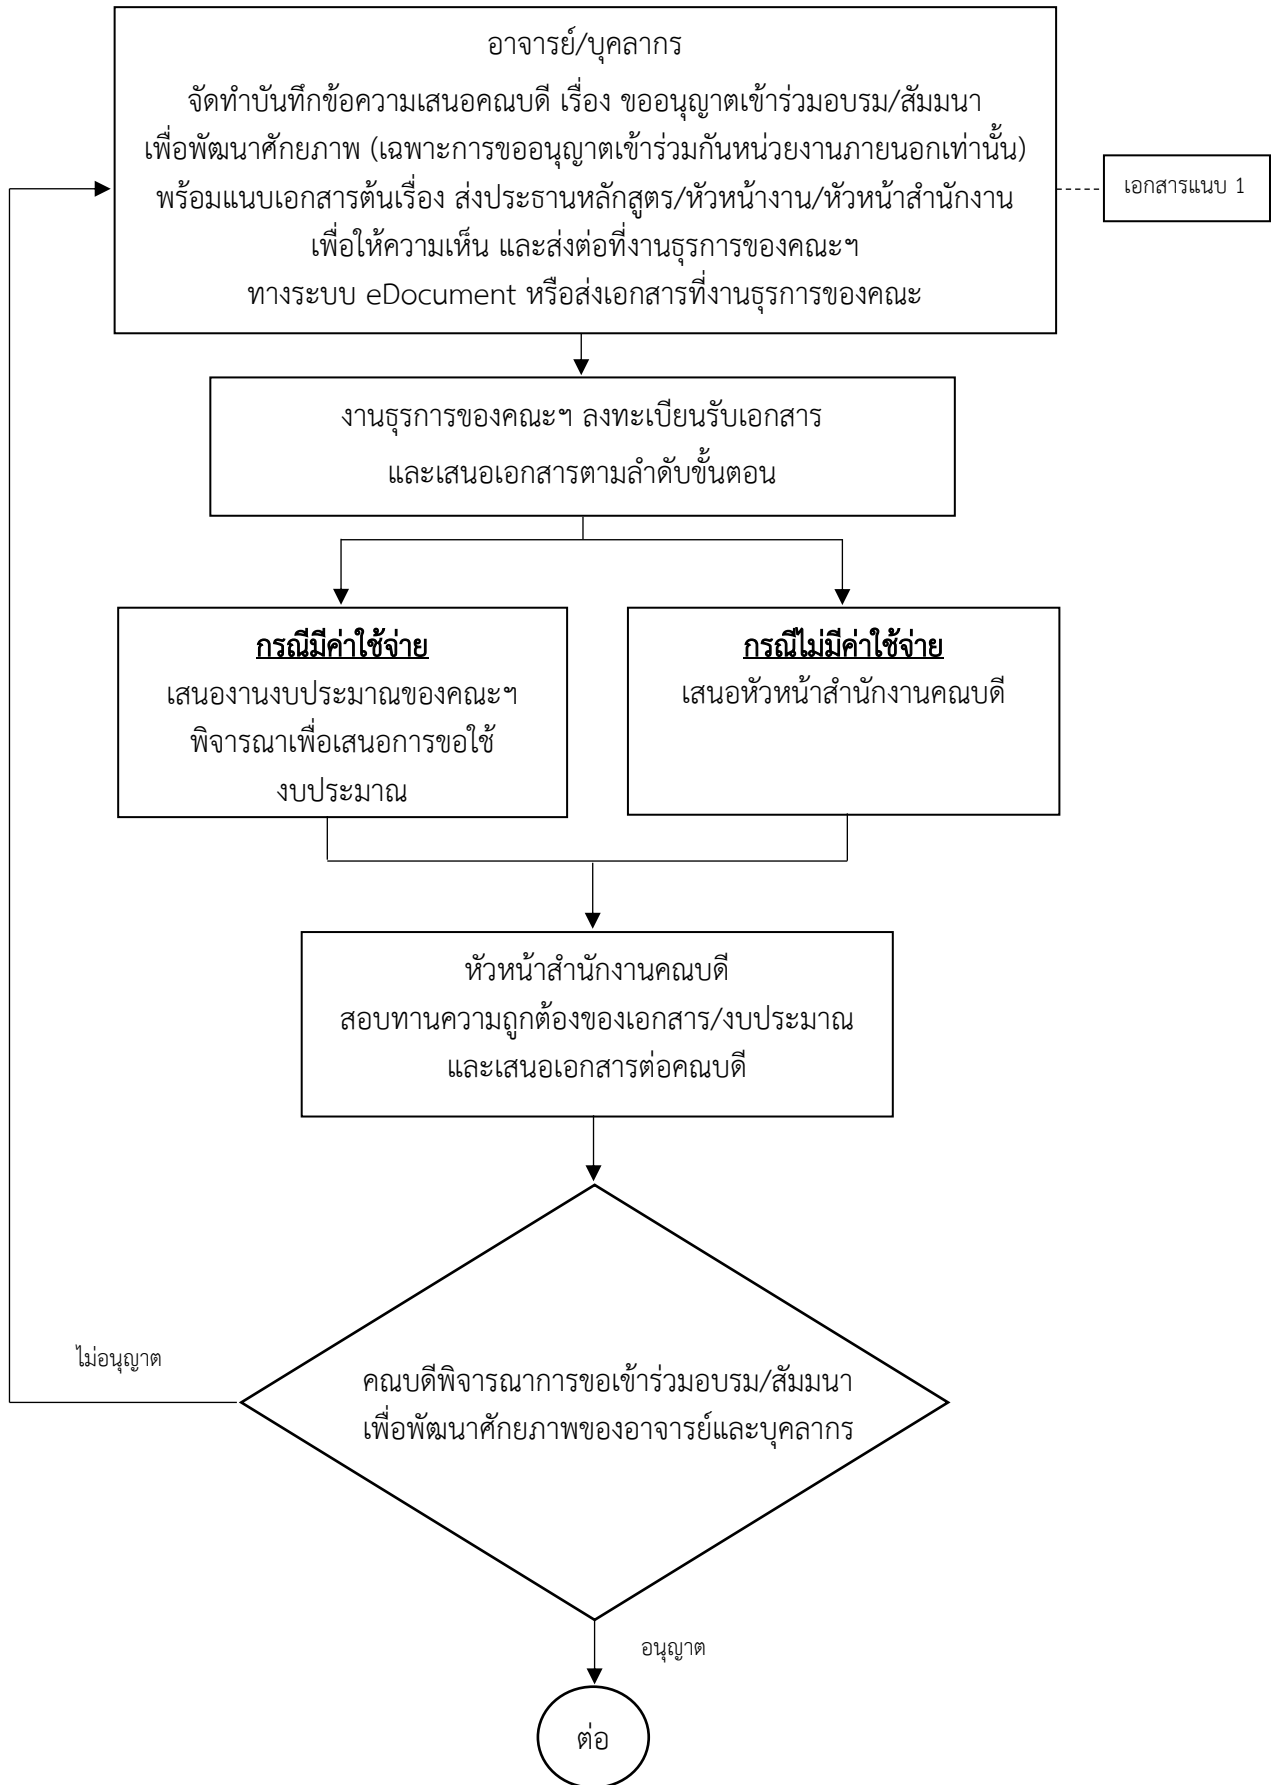 อาจารย์/บุคลากร
จัดทำบันทึกข้อความเสนอคณบดี เรื่อง ขออนุญาตเข้าร่วมอบรม/สัมมนา
เพื่อพัฒนาศักยภาพ (เฉพาะการขออนุญาตเข้าร่วมกันหน่วยงานภายนอกเท่านั้น)
พร้อมแนบเอกสารต้นเรื่อง ส่งประธานหลักสูตร/หัวหน้างาน/หัวหน้าสำนักงาน
เพื่อให้ความเห็น และส่งต่อที่งานธุรการของคณะฯ
ทางระบบ eDocument หรือส่งเอกสารที่งานธุรการของคณะ
เอกสารแนบ 1
งานธุรการของคณะฯ ลงทะเบียนรับเอกสาร
และเสนอเอกสารตามลำดับขั้นตอน
กรณีมีค่าใช้จ่าย
เสนองานงบประมาณของคณะฯ
พิจารณาเพื่อเสนอการขอใช้
งบประมาณ
กรณีไม่มีค่าใช้จ่าย
เสนอหัวหน้าสำนักงานคณบดี
หัวหน้าสำนักงานคณบดี
สอบทานความถูกต้องของเอกสาร/งบประมาณ
และเสนอเอกสารต่อคณบดี
ไม่อนุญาต
คณบดีพิจารณาการขอเข้าร่วมอบรม/สัมมนา
เพื่อพัฒนาศักยภาพของอาจารย์และบุคลากร
อนุญาต
ต่อ